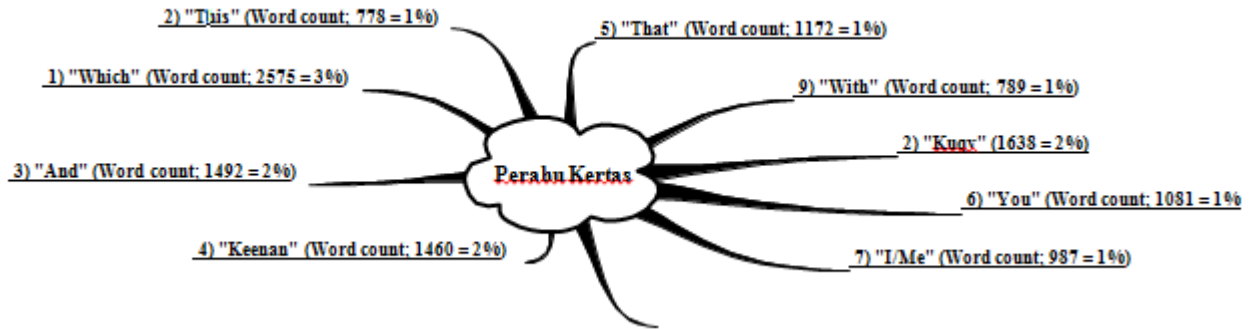 2) "This" (Word count; 778 = 1%)
5) "That" (Word count; 1172 = 1%)
1) "Which" (Word count; 2575 = 3%)
9) "With" (Word count; 789 = 1%)
2) "Kugy" (1638 = 2%)
3) "And" (Word count; 1492 = 2%)
Perahu Kertas
6) "You" (Word count; 1081 = 1%
4) "Keenan" (Word count; 1460 = 2%)
7) "I/Me" (Word count; 987 = 1%)